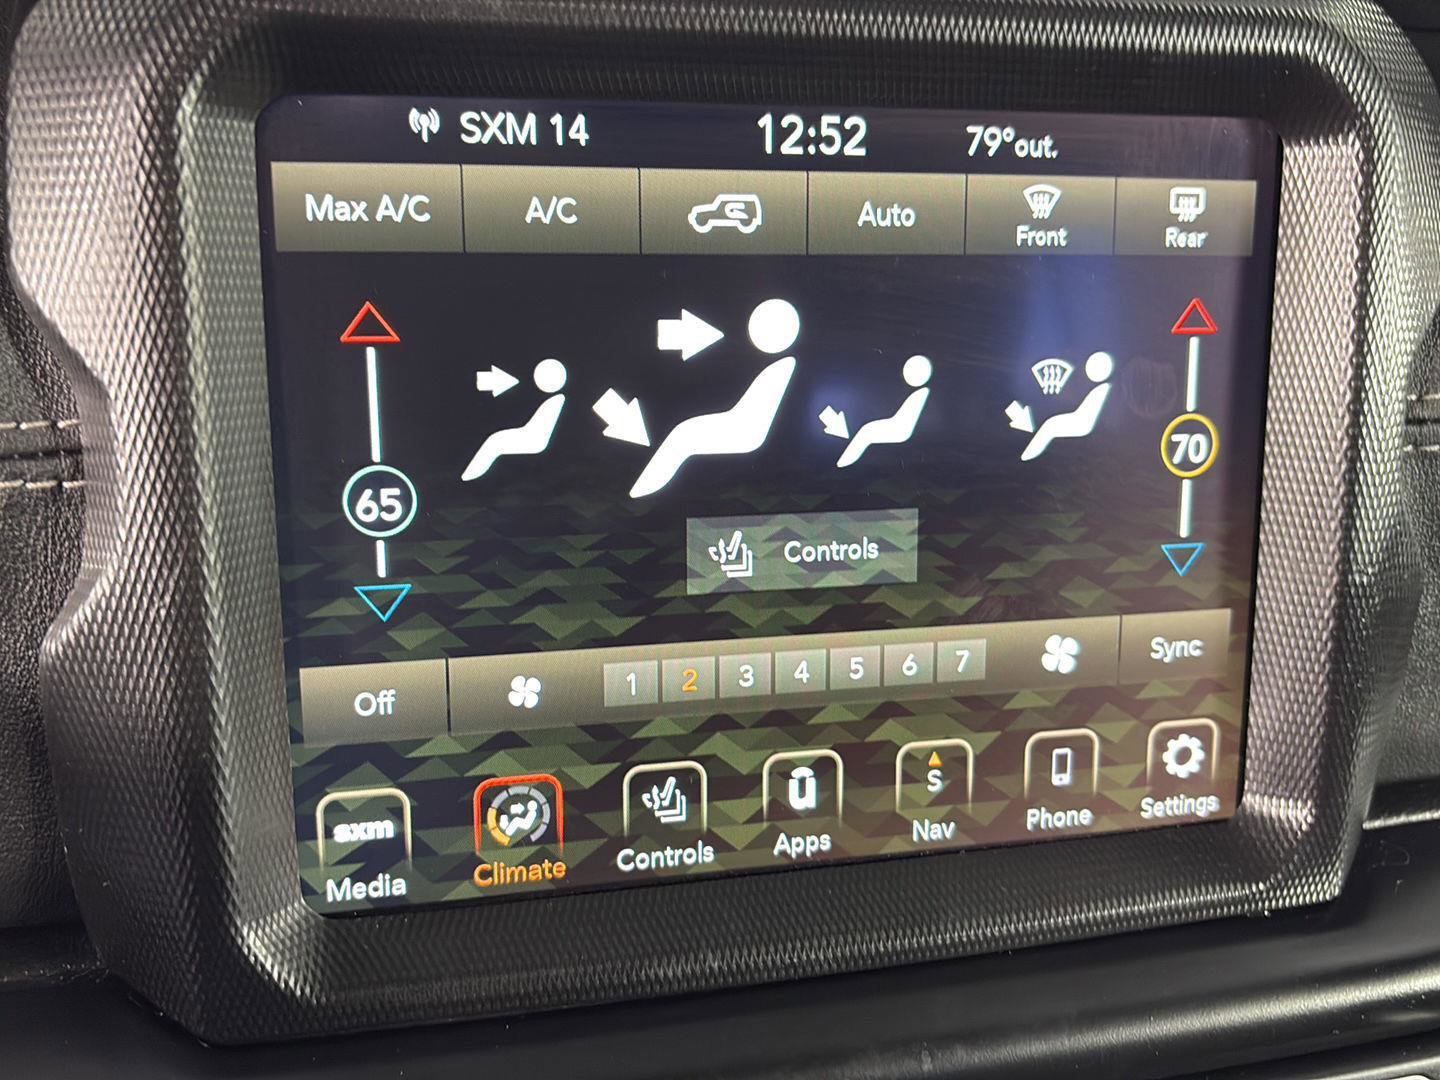 SXM 14
12:52
79° out.
Max A/C
A/C
Auto
Front
Rear
65
70
Controls
Off
1 2 3 4 5 6 7
Sync
sxm
Media
Climate
Controls
u
Apps
S
Nav
Phone
Settings